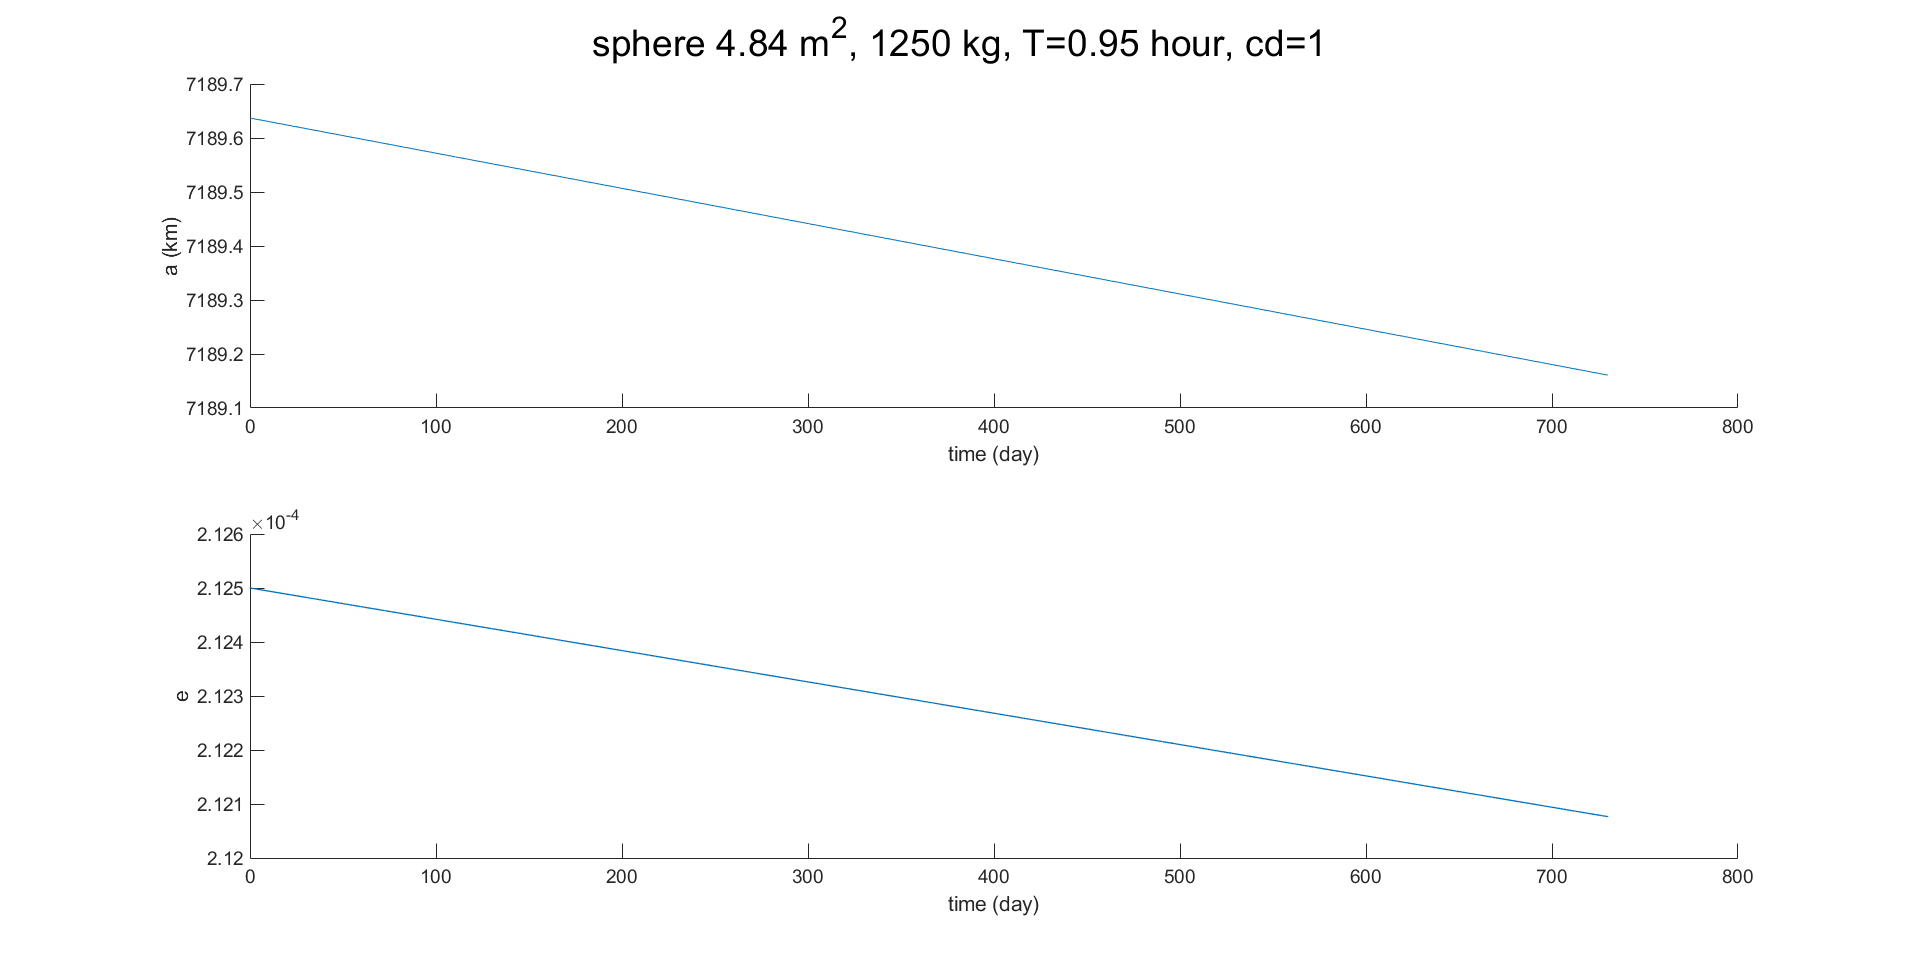 sphere 4.84 m², 1250 kg, T=0.95 hour, cd=1
7189.7
7189.6
7189.5
7189.4
7189.3
7189.2
7189.1
a (km)
0 100 200 300 400 500 600 700 800
time (day)
×10⁻⁴
2.126
2.125
2.124
2.123
2.122
2.121
2.12
e
0 100 200 300 400 500 600 700 800
time (day)